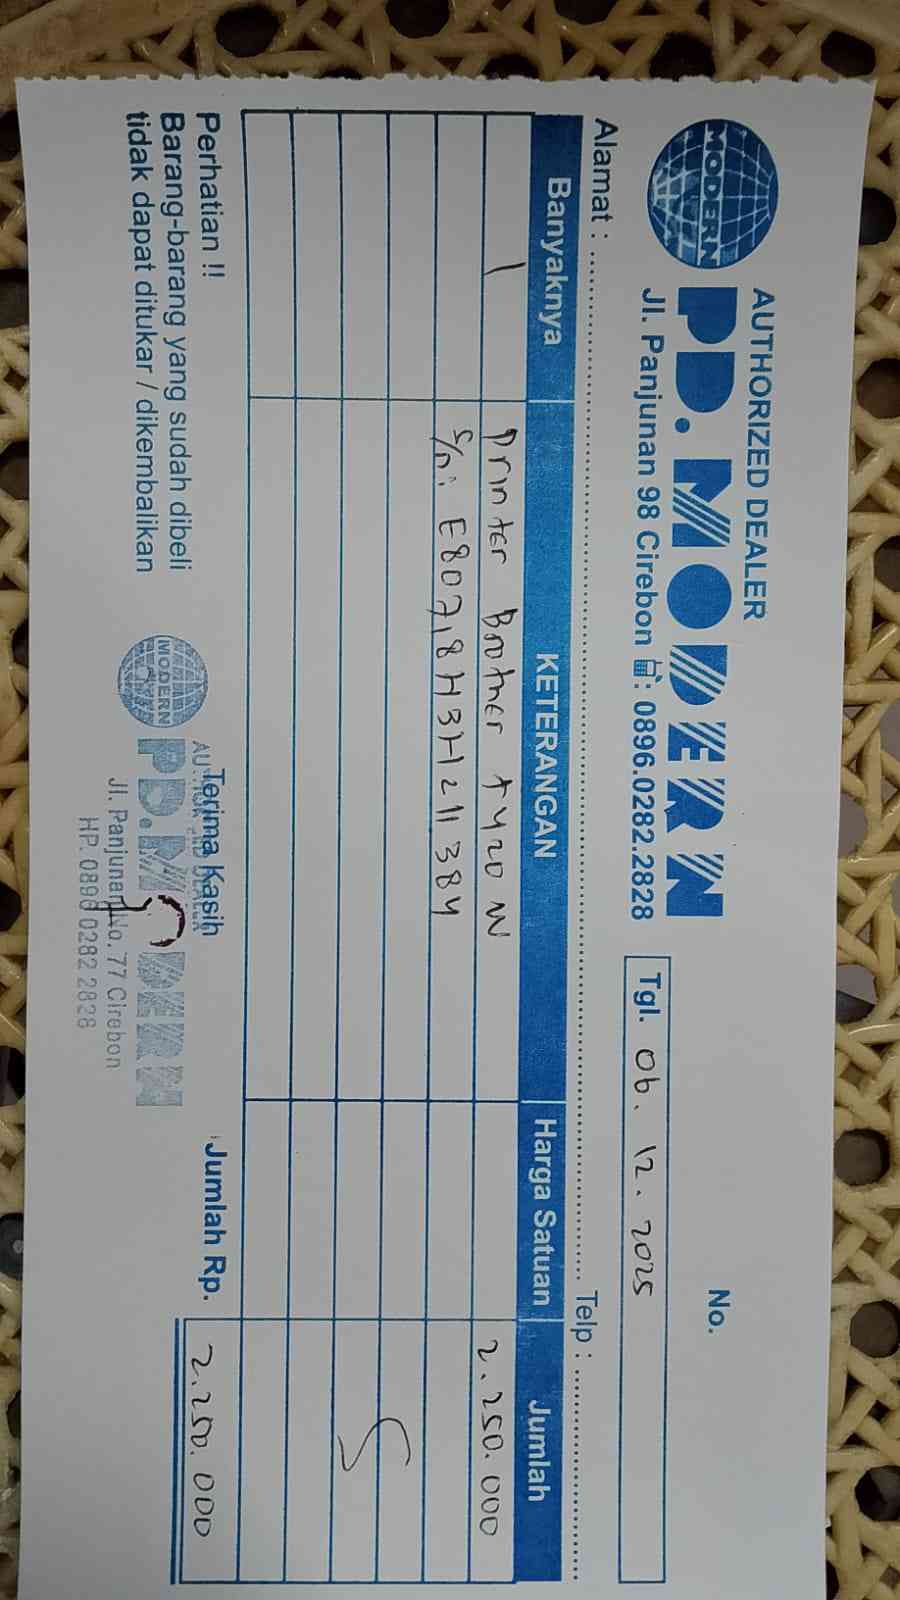 MODERN
AUTHORIZED DEALER
PD. MODERN
Jl. Panjunan 98 Cirebon : 0896.0282.2828
No.
Tgl. 06. 12. 2025
Alamat : Telp :
Banyaknya KETERANGAN Harga Satuan Jumlah
1 Printer Brother T420 W 2.250.000
S/n: E80718H3H211384
Perhatian !!
Barang-barang yang sudah dibeli
tidak dapat ditukar / dikembalikan
Terima Kasih
Jumlah Rp. 2.250.000
MODERN
PD. MODERN
Jl. Panjunan No. 77 Cirebon
HP. 0896 0282 2828